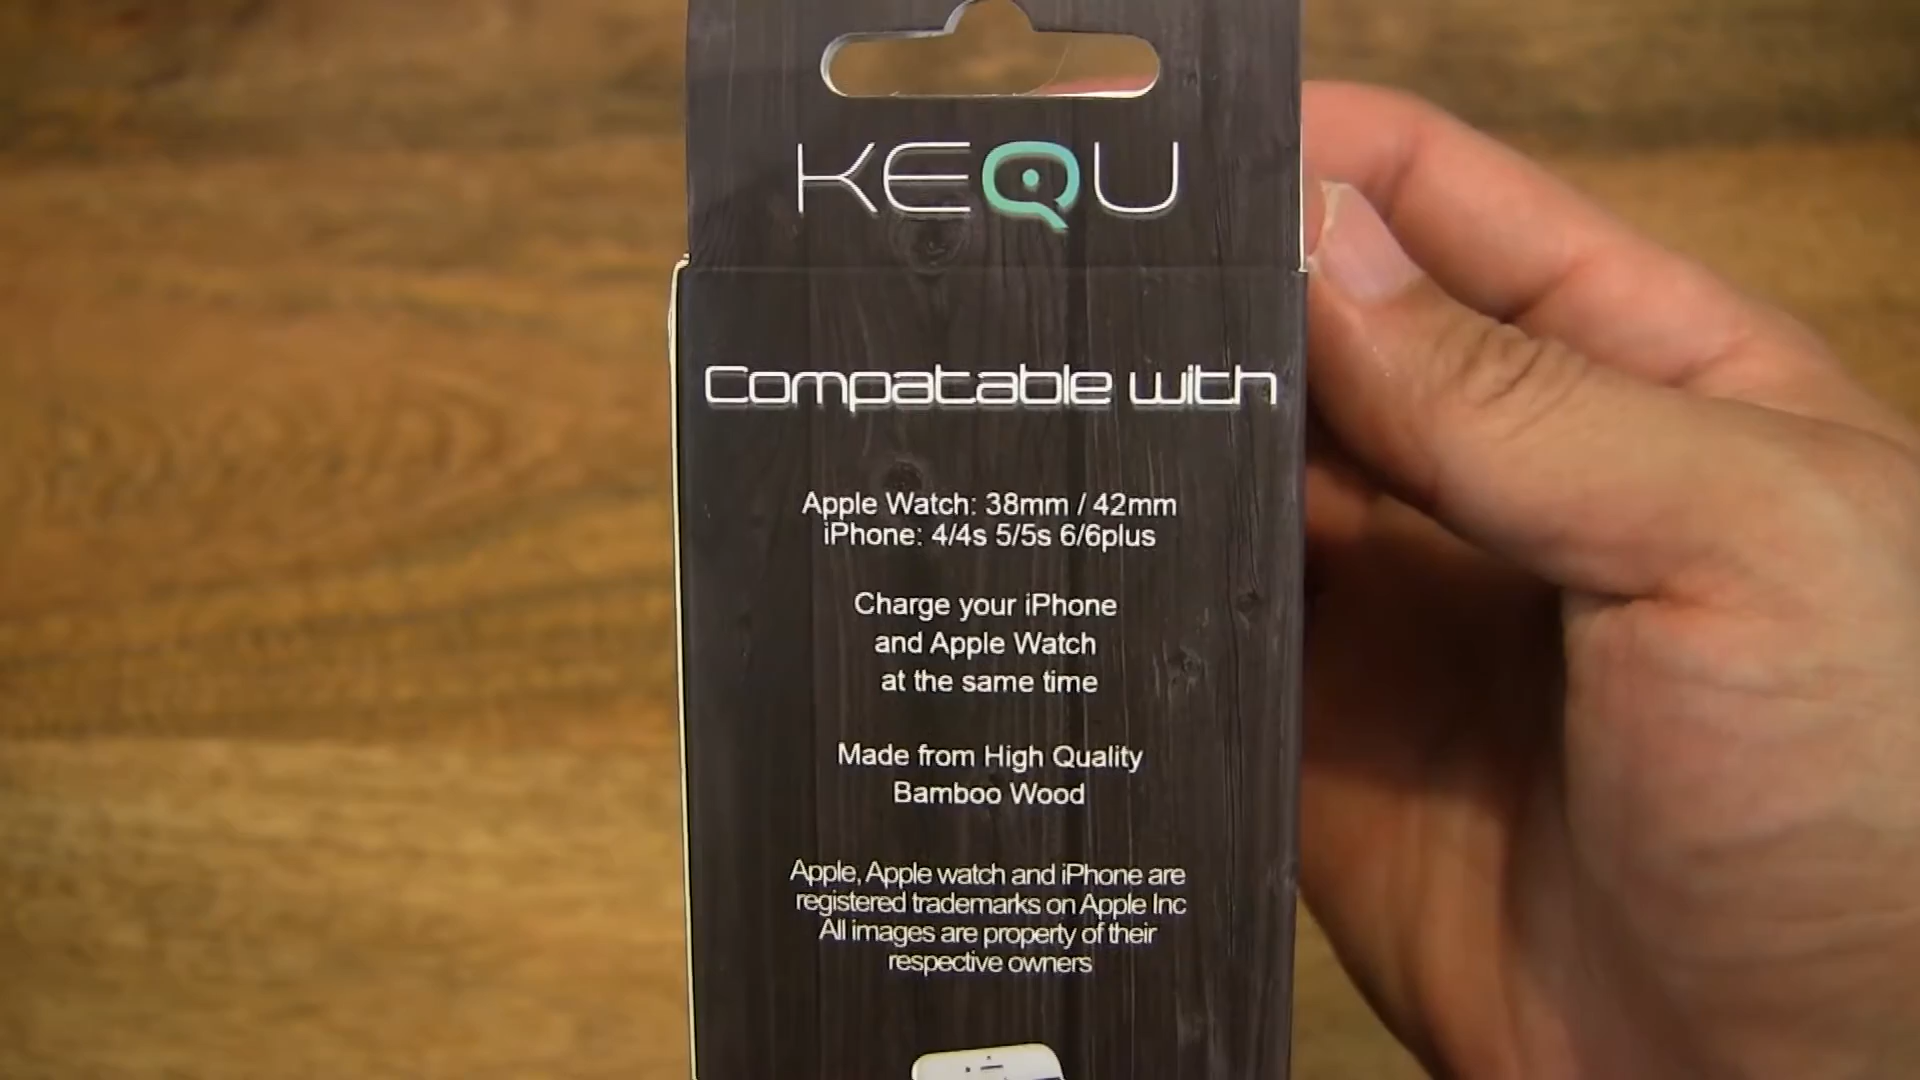 KEQU
Compatable with
Apple Watch: 38mm / 42mm
iPhone: 4/4s 5/5s 6/6plus
Charge your iPhone
and Apple Watch
at the same time
Made from High Quality
Bamboo Wood
Apple, Apple watch and iPhone are
registered trademarks on Apple Inc
All images are property of their
respective owners